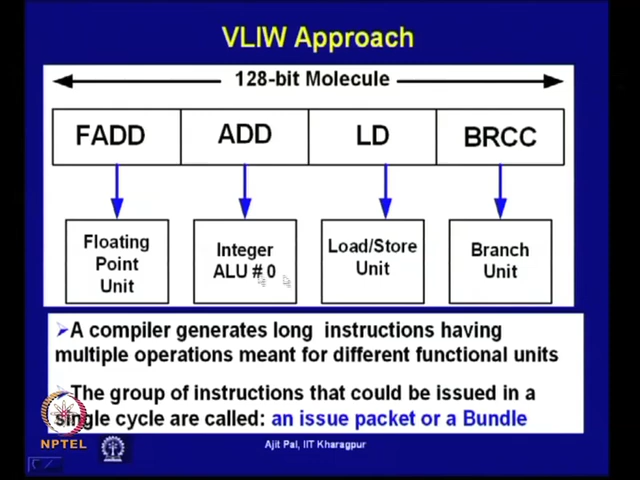 VLIW Approach
128-bit Molecule
FADD ADD LD BRCC
Floating Point Unit
Integer ALU # 0
Load/Store Unit
Branch Unit
A compiler generates long instructions having
multiple operations meant for different functional units
The group of instructions that could be issued in a
single cycle are called: an issue packet or a Bundle
NPTEL
Ajit Pal, IIT Kharagpur